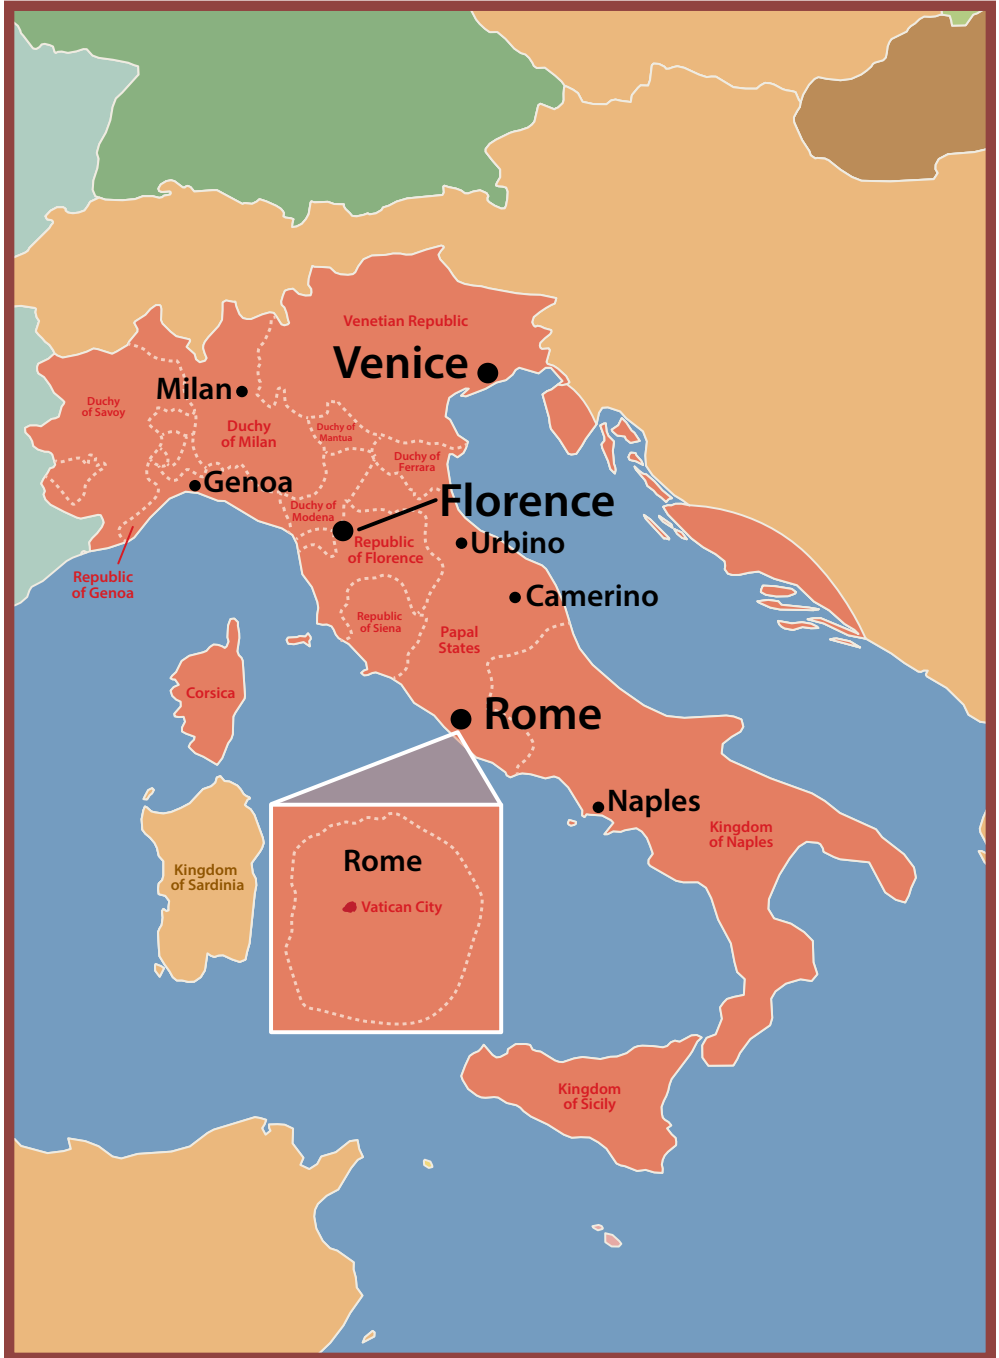 Venetian Republic
Venice
Milan
Duchy
of Savoy
Duchy
of Milan
Duchy of
Mantua
Duchy of
Ferrara
Genoa
Florence
Duchy of
Modena
Republic
of Florence
Urbino
Republic
of Genoa
Camerino
Republic
of Siena
Papal
States
Corsica
Rome
Naples
Kingdom
of Naples
Kingdom
of Sardinia
Rome
Vatican City
Kingdom
of Sicily